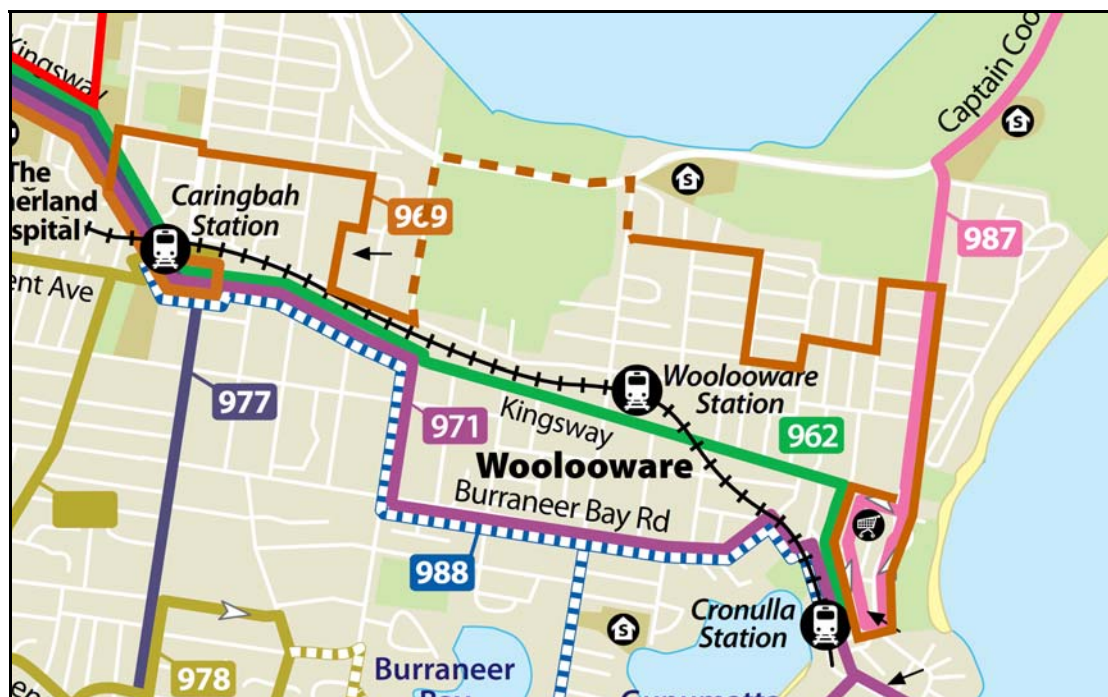 Kingsway
The
herland
spital
Caringbah
Station
969
Captain Coo
987
ent Ave
977
971
Kingsway
Woolooware
Station
962
Woolooware
Burraneer Bay Rd
988
Cronulla
Station
S
S
S
978
Burraneer